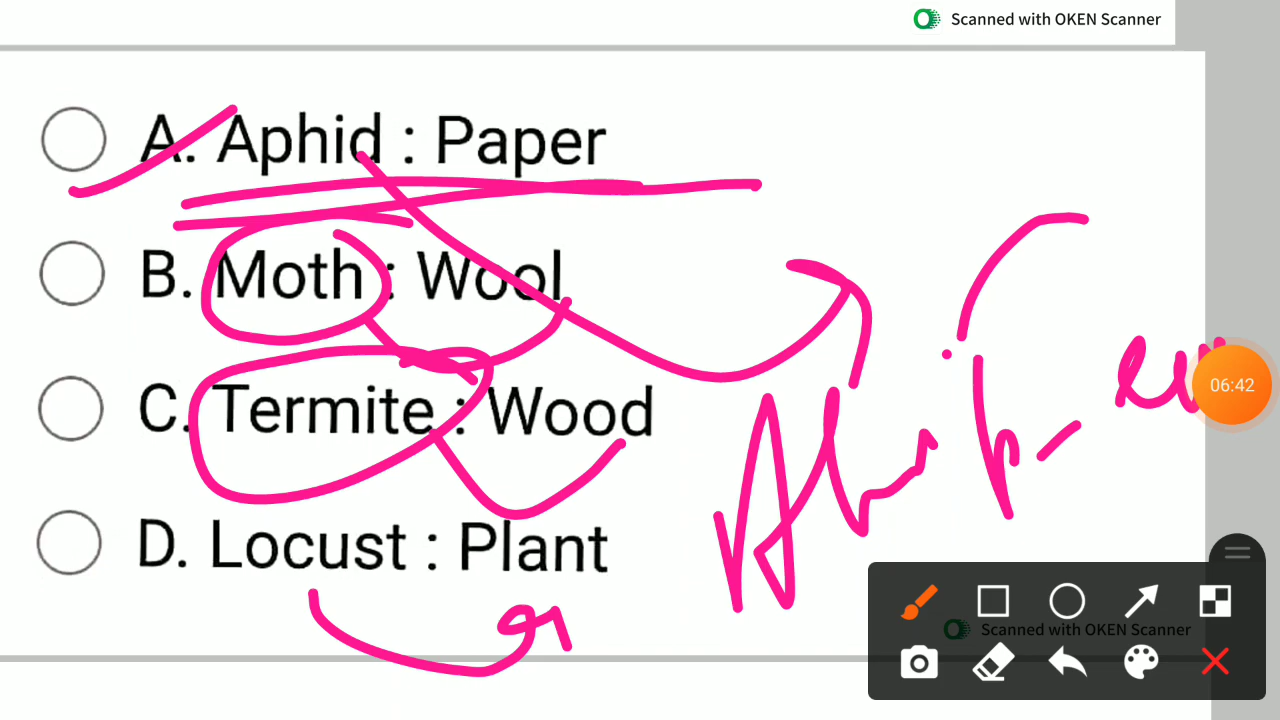 Scanned with OKEN Scanner
A. Aphid : Paper
B. Moth : Wool
C. Termite : Wood
D. Locust : Plant
06:42
Scanned with OKEN Scanner